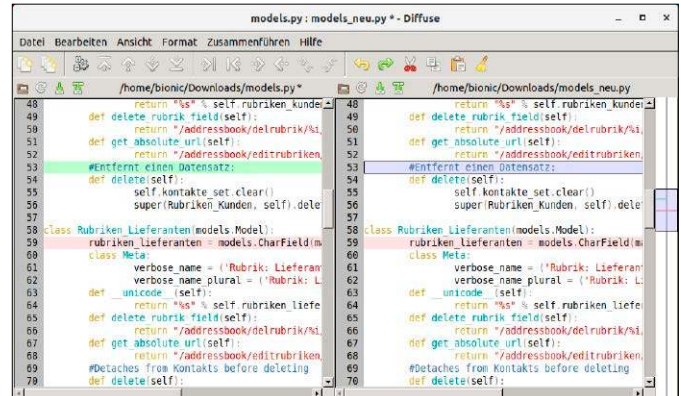 models.py : models_neu.py * - Diffuse
Datei Bearbeiten Ansicht Format Zusammenführen Hilfe
/home/bionic/Downloads/models.py *
48 return "%s" % self.rubriken_kunden
49 def delete_rubrik_field(self):
50 return "/addressbook/delrubrik/%i,
51 def get_absolute_url(self):
52 return "/addressbook/editrubriken,
53 #Entfernt einen Datensatz:
54 def delete(self):
55 self.kontakte_set.clear()
56 super(Rubriken_Kunden, self).dele
57
58 class Rubriken_Lieferanten(models.Model):
59 rubriken_lieferanten = models.CharField(ma
60 class Meta:
61 verbose_name = ('Rubrik: Lieferan
62 verbose_name_plural = ('Rubrik: L
63 def __unicode__(self):
64 return "%s" % self.rubriken_liefe
65 def delete_rubrik_field(self):
66 return "/addressbook/delrubrik/%i,
67 def get_absolute_url(self):
68 return "/addressbook/editrubriken,
69 #Detaches from Kontakts before deleting
70 def delete(self):
/home/bionic/Downloads/models_neu.py
48 return "%s" % self.rubriken_kunden
49 def delete_rubrik_field(self):
50 return "/addressbook/delrubrik/%i,
51 def get_absolute_url(self):
52 return "/addressbook/editrubriken,
53 #Entfernt einen Datensatz:
54 def delete(self):
55 self.kontakte_set.clear()
56 super(Rubriken_Kunden, self).dele
57
58 class Rubriken_Lieferanten(models.Model):
59 rubriken_lieferanten = models.CharField(ma
60 class Meta:
61 verbose_name = ('Rubrik: Lieferan
62 verbose_name_plural = ('Rubrik: L
63 def __unicode__(self):
64 return "%s" % self.rubriken_liefer
65 def delete_rubrik_field(self):
66 return "/addressbook/delrubrik/%i,
67 def get_absolute_url(self):
68 return "/addressbook/editrubriken,
69 #Detaches from Kontakts before deleting
70 def delete(self):